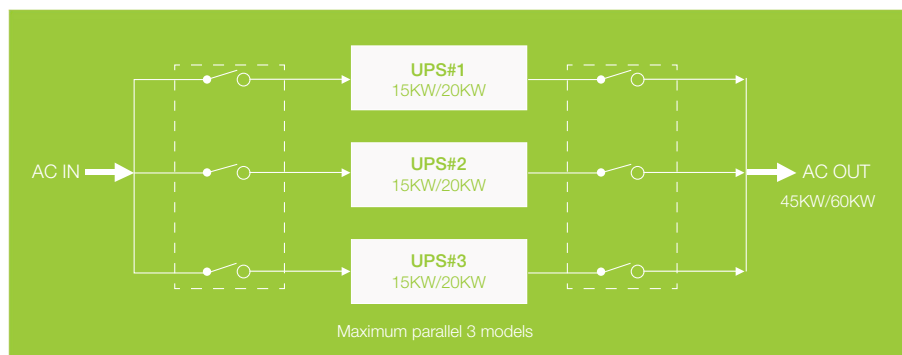 UPS#1
15KW/20KW
AC IN
UPS#2
15KW/20KW
AC OUT
45KW/60KW
UPS#3
15KW/20KW
Maximum parallel 3 models